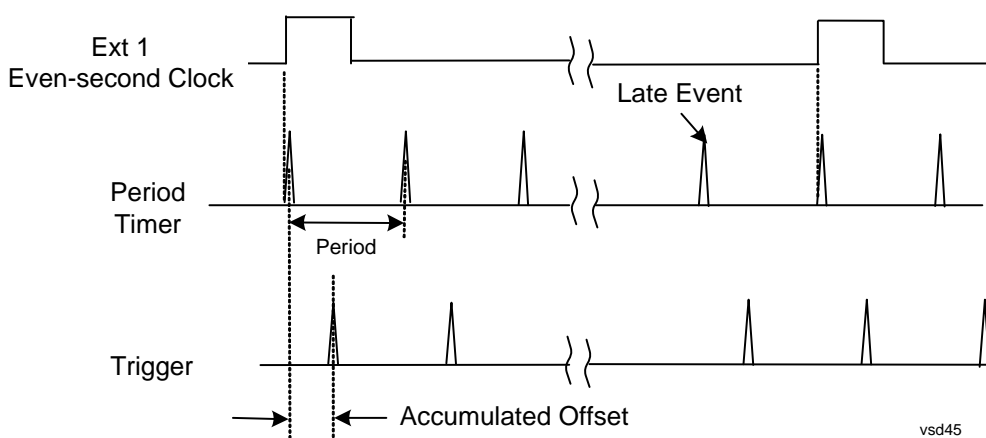 Ext 1
Even-second Clock
Late Event
Period
Timer
Period
Trigger
Accumulated Offset
vsd45